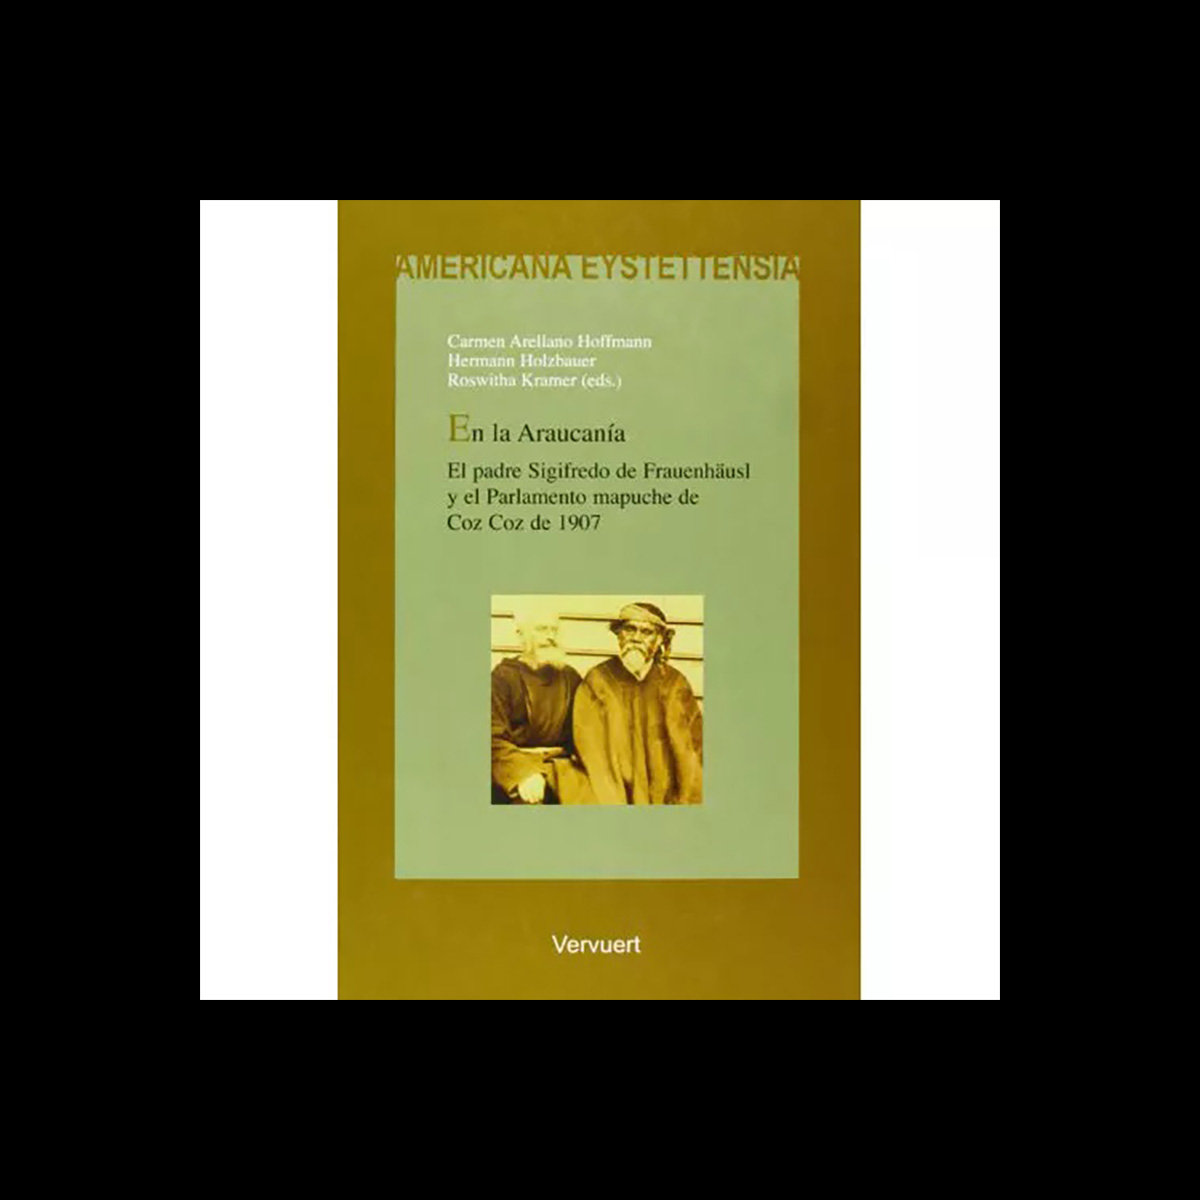 AMERICANA EYSTETTENSIA
Carmen Arellano Hoffmann
Hermann Holzbauer
Roswitha Kramer (eds.)
En la Araucanía
El padre Sigifredo de Frauenhäusl
y el Parlamento mapuche de
Coz Coz de 1907
Vervuert